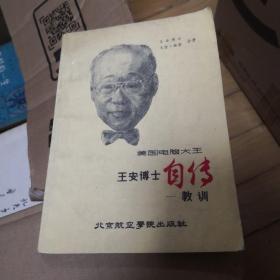 美国电脑大王
王安博士自传
—教训
北京航空学院出版社